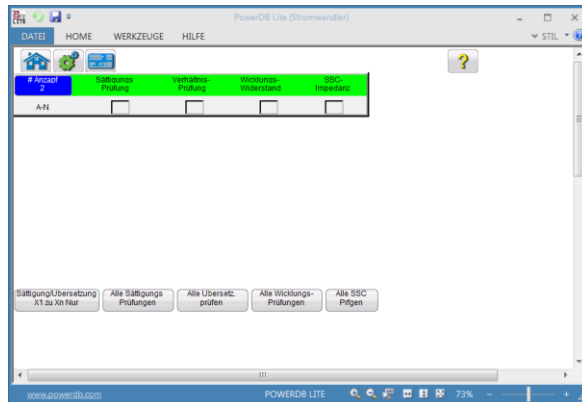 PowerDB Lite (Stromwandler)
DATEI HOME WERKZEUGE HILFE STIL
# Anzapf Sättigungs Verhältnis- Wicklungs- SSC-
2 Prüfung Prüfung Widerstand Impedanz
A-N
Sättigung/Übersetzung Alle Sättigungs Alle Übersetz. Alle Wicklungs- Alle SSC
X1 zu Xn Nur Prüfungen prüfen Prüfungen Prfgen
www.powerdb.com POWERDB LITE 73%